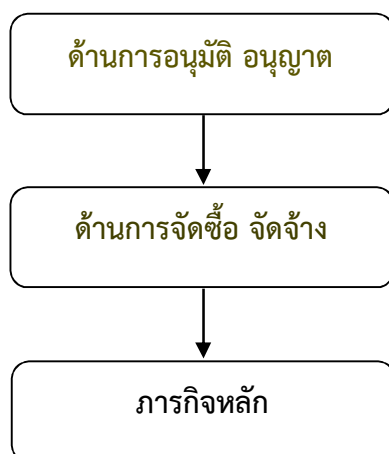 ด้านการอนุมัติ อนุญาต
ด้านการจัดซื้อ จัดจ้าง
ภารกิจหลัก